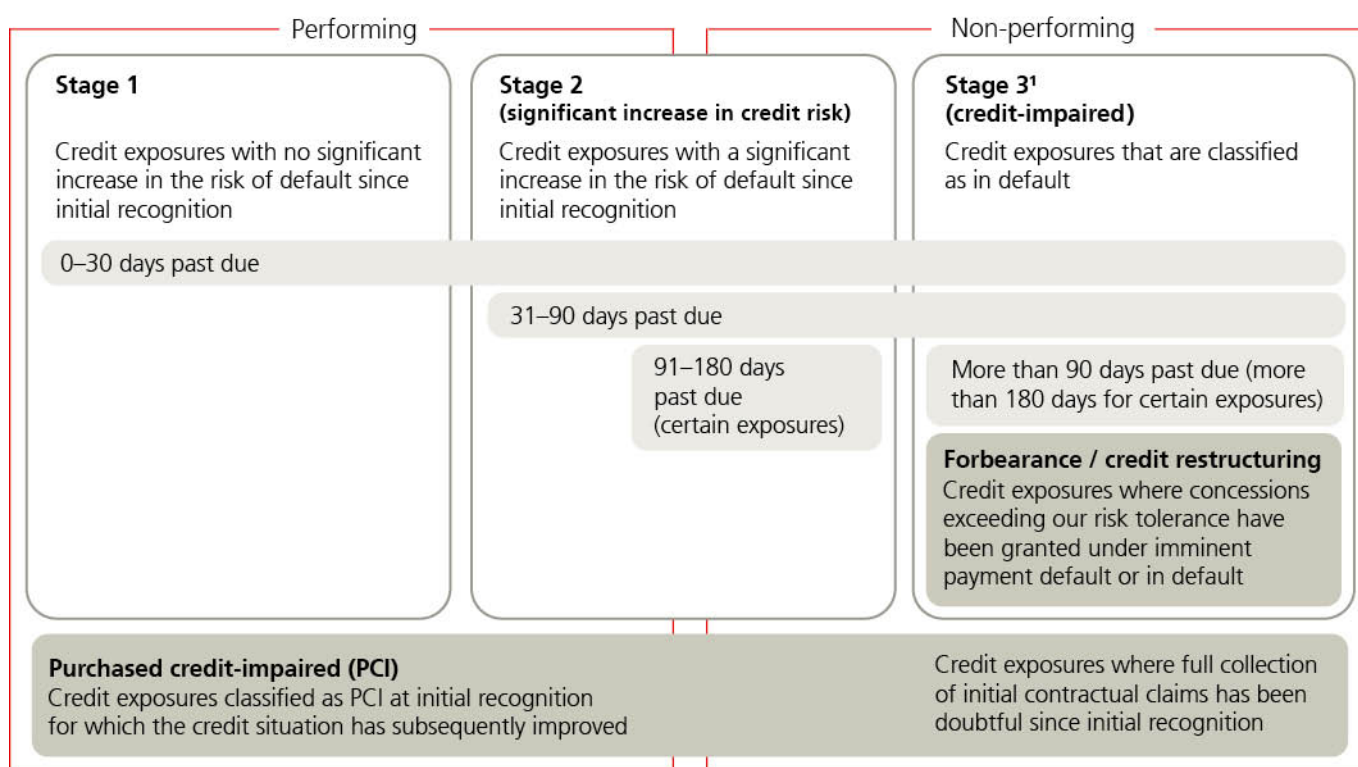 Performing
Non-performing
Stage 1
Credit exposures with no significant
increase in the risk of default since
initial recognition
Stage 2
(significant increase in credit risk)
Credit exposures with a significant
increase in the risk of default since
initial recognition
Stage 3¹
(credit-impaired)
Credit exposures that are classified
as in default
0–30 days past due
31–90 days past due
91–180 days
past due
(certain exposures)
More than 90 days past due (more
than 180 days for certain exposures)
Forbearance / credit restructuring
Credit exposures where concessions
exceeding our risk tolerance have
been granted under imminent
payment default or in default
Purchased credit-impaired (PCI)
Credit exposures classified as PCI at initial recognition
for which the credit situation has subsequently improved
Credit exposures where full collection
of initial contractual claims has been
doubtful since initial recognition